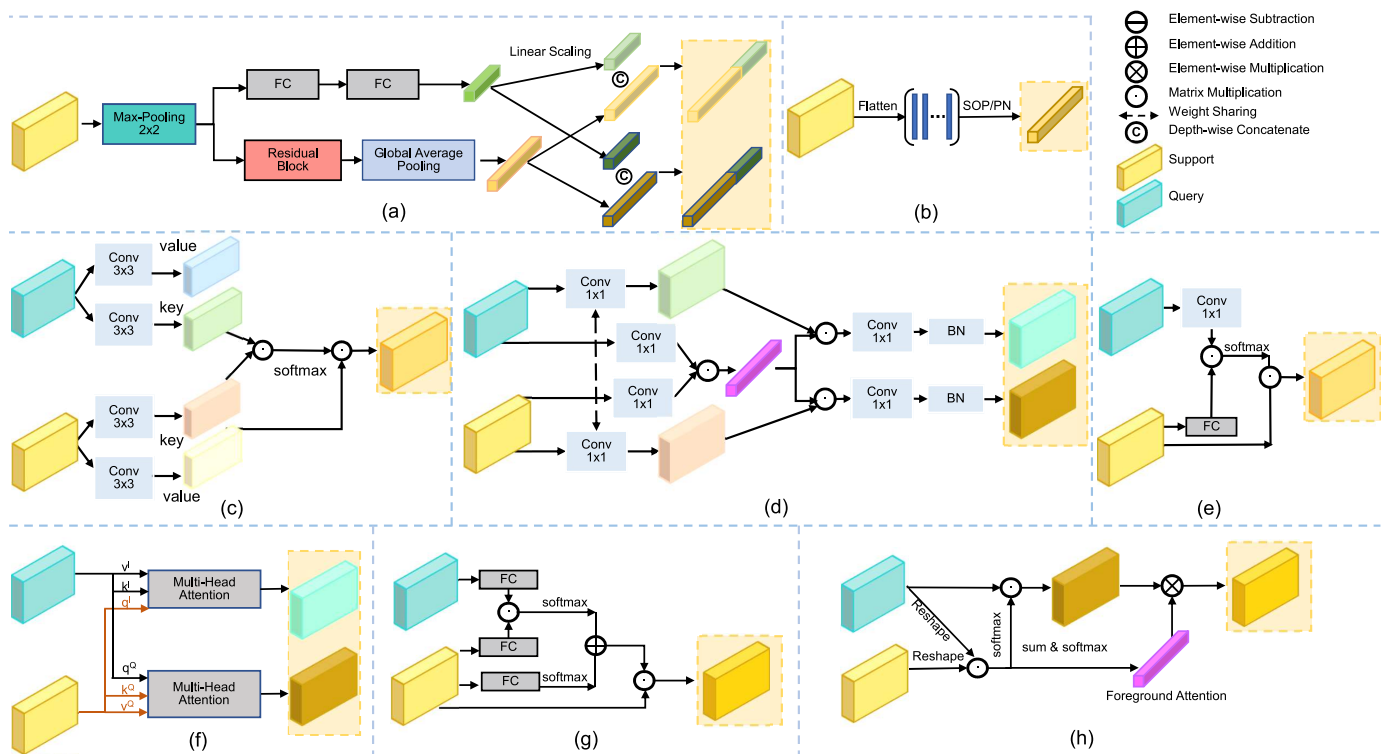 Linear Scaling
FC
FC
Max-Pooling
2x2
C
Residual
Block
Global Average
Pooling
C
(a)
Flatten
SOP/PN
(b)
Element-wise Subtraction
Element-wise Addition
Element-wise Multiplication
Matrix Multiplication
Weight Sharing
C
Depth-wise Concatenate
Support
Query
Conv
3x3
value
Conv
3x3
key
softmax
Conv
3x3
key
Conv
3x3
value
(c)
Conv
1x1
Conv
1x1
Conv
1x1
BN
Conv
1x1
Conv
1x1
BN
Conv
1x1
(d)
Conv
1x1
softmax
FC
(e)
vᴵ
kᴵ
qᴵ
Multi-Head
Attention
q^Q
k^Q
v^Q
Multi-Head
Attention
(f)
FC
softmax
FC
FC
softmax
(g)
Reshape
Reshape
softmax
sum & softmax
Foreground Attention
(h)